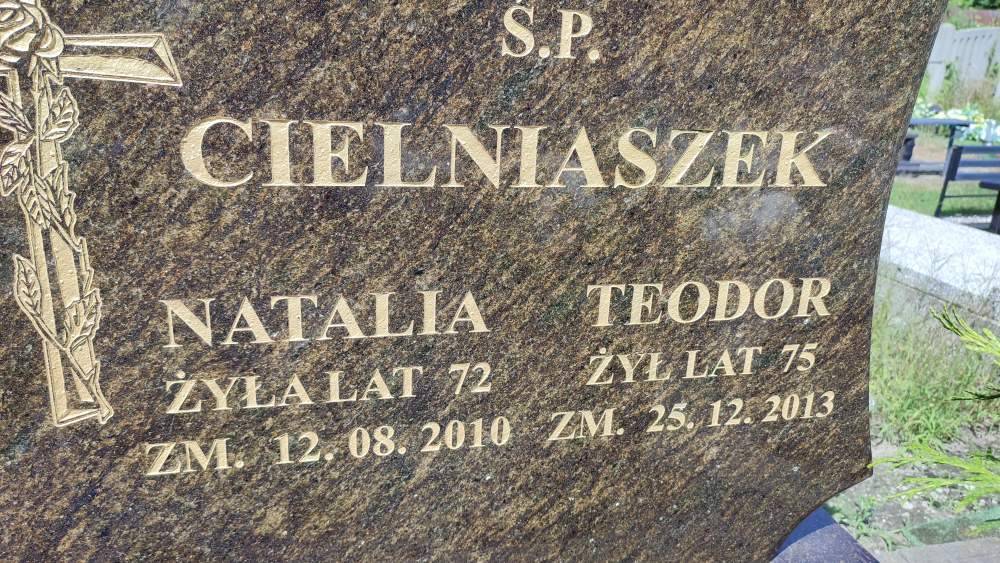 Ś.P.
CIELNIASZEK
NATALIA
ŻYŁA LAT 72
ZM. 12. 08. 2010
TEODOR
ŻYŁ LAT 75
ZM. 25. 12. 2013